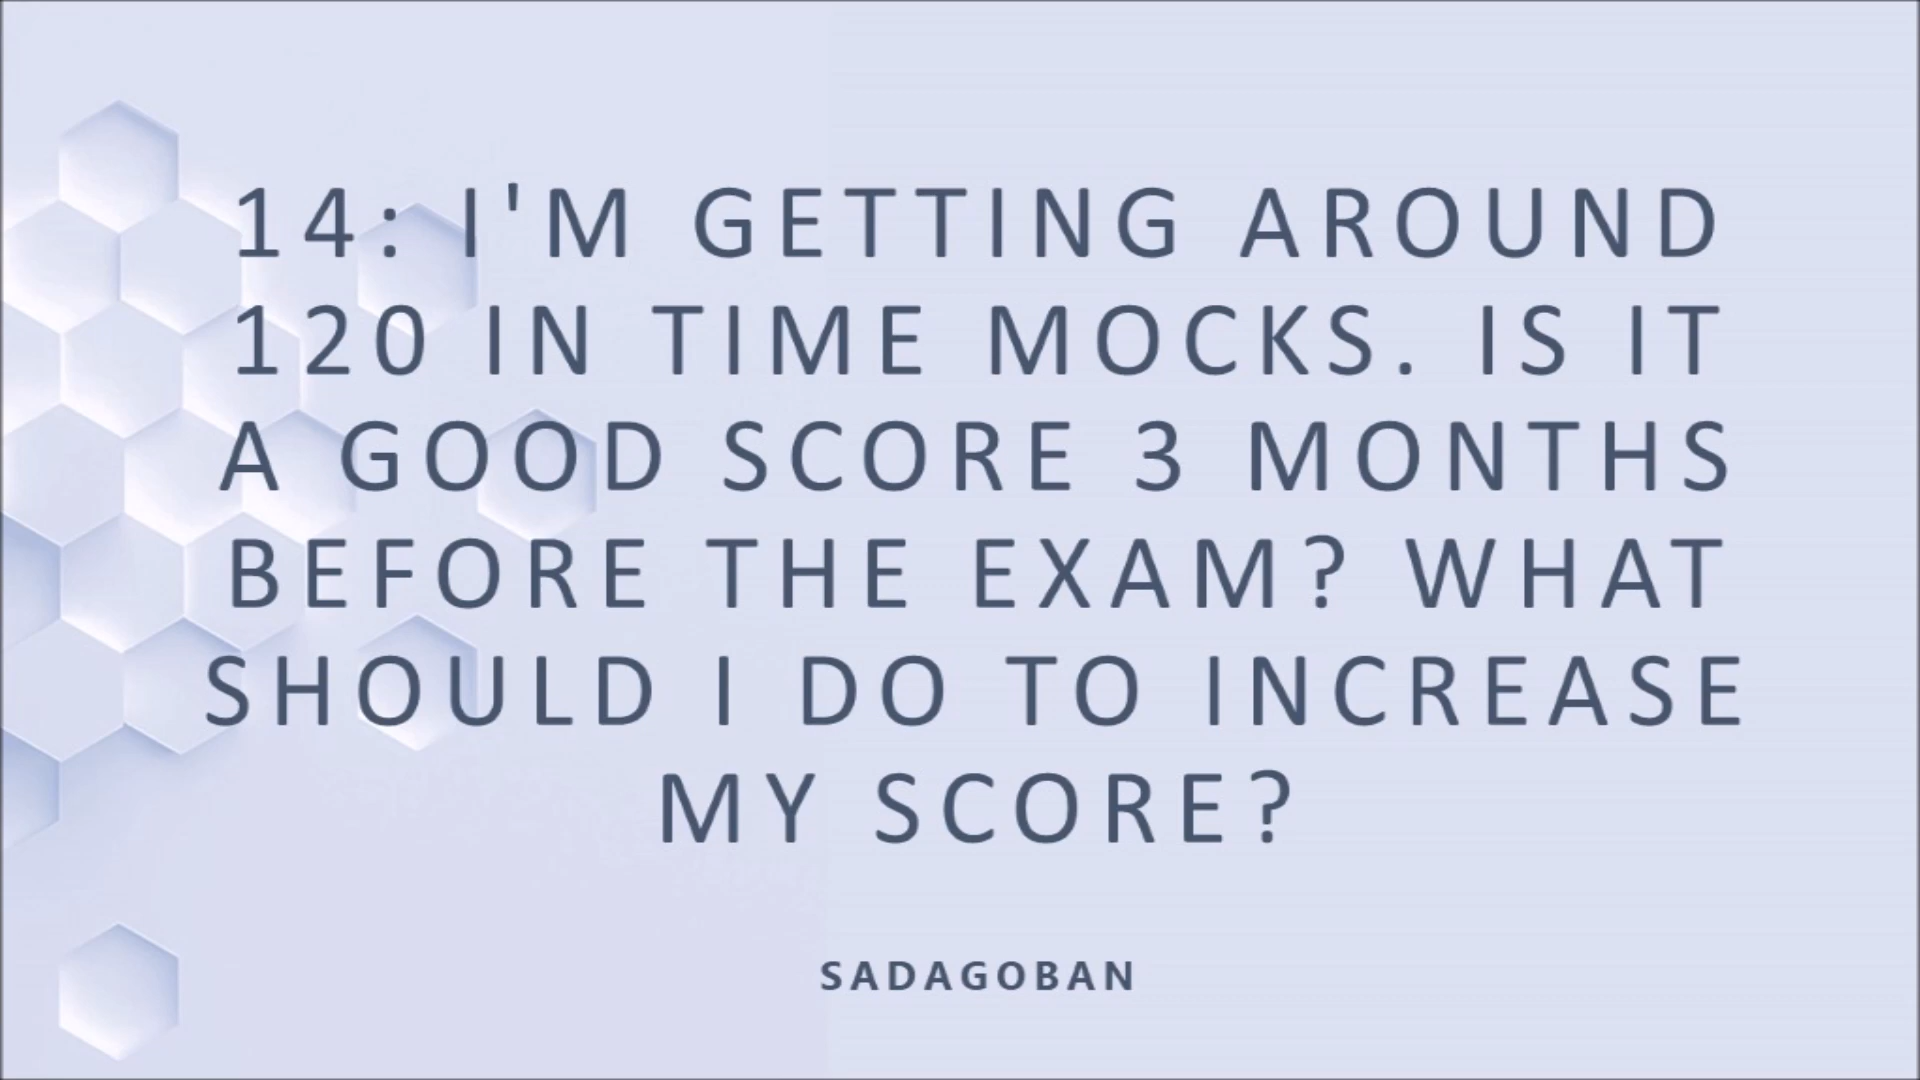 14: I'M GETTING AROUND
120 IN TIME MOCKS. IS IT
A GOOD SCORE 3 MONTHS
BEFORE THE EXAM? WHAT
SHOULD I DO TO INCREASE
MY SCORE?
SADAGOBAN